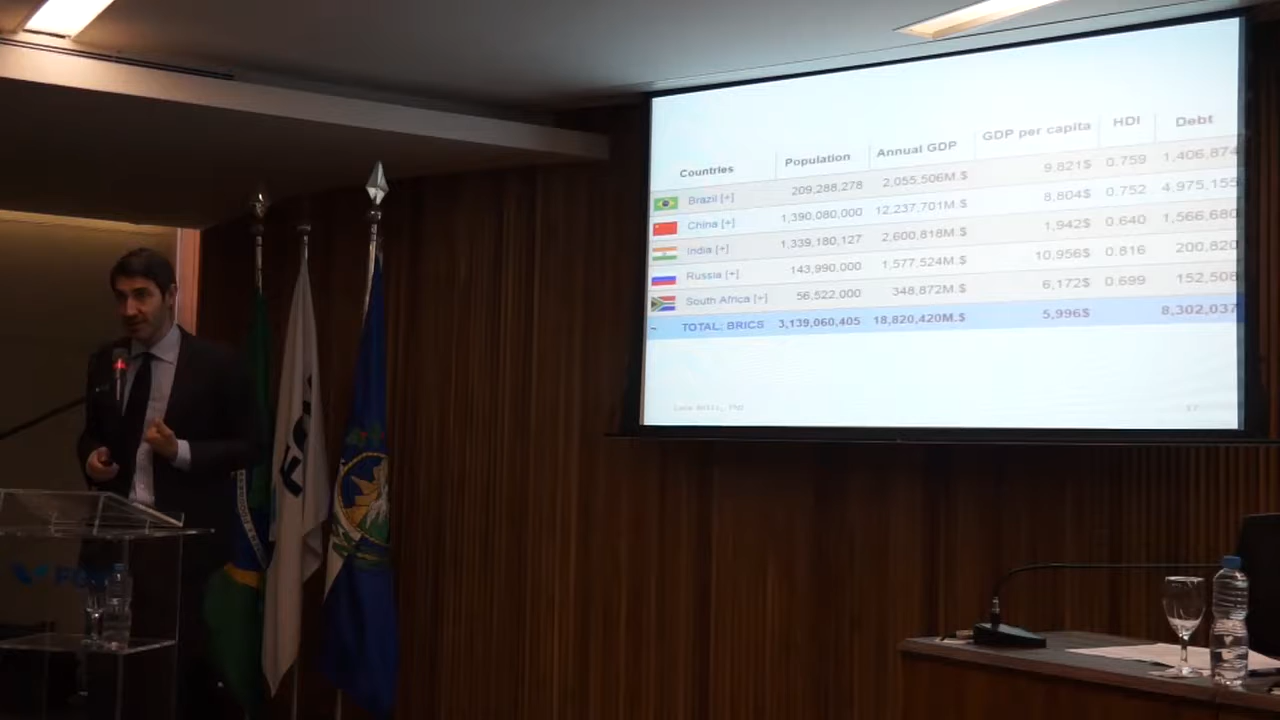 Countries Population Annual GDP GDP per capita HDI Debt
Brazil [+] 209,288,278 2,055,506M.$ 9,821$ 0.759 1,406,874
China [+] 1,390,080,000 12,237,701M.$ 8,804$ 0.752 4,975,155
India [+] 1,339,180,127 2,600,818M.$ 1,942$ 0.640 1,566,680
Russia [+] 143,990,000 1,577,524M.$ 10,956$ 0.816 200,820
South Africa [+] 56,522,000 348,872M.$ 6,172$ 0.699 152,508
TOTAL: BRICS 3,139,060,405 18,820,420M.$ 5,996$ 8,302,037